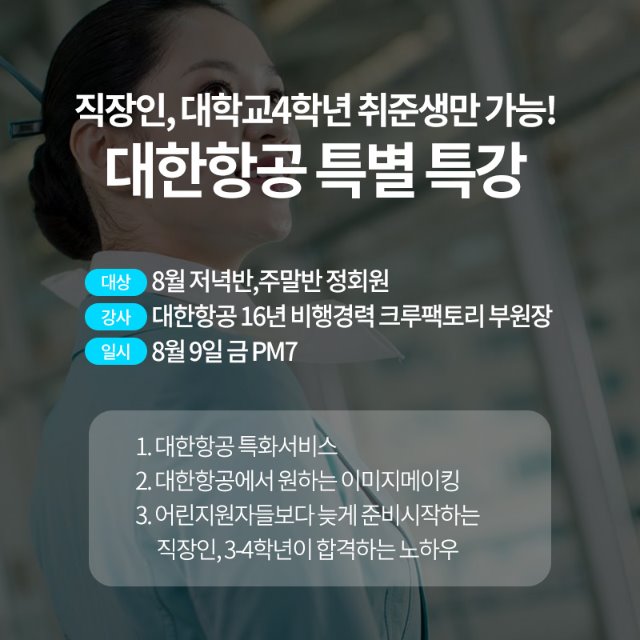 직장인, 대학교4학년 취준생만 가능!
대한항공 특별 특강
대상 8월 저녁반,주말반 정회원
강사 대한항공 16년 비행경력 크루팩토리 부원장
일시 8월 9일 금 PM7
1. 대한항공 특화서비스
2. 대한항공에서 원하는 이미지메이킹
3. 어린지원자들보다 늦게 준비시작하는
직장인, 3-4학년이 합격하는 노하우